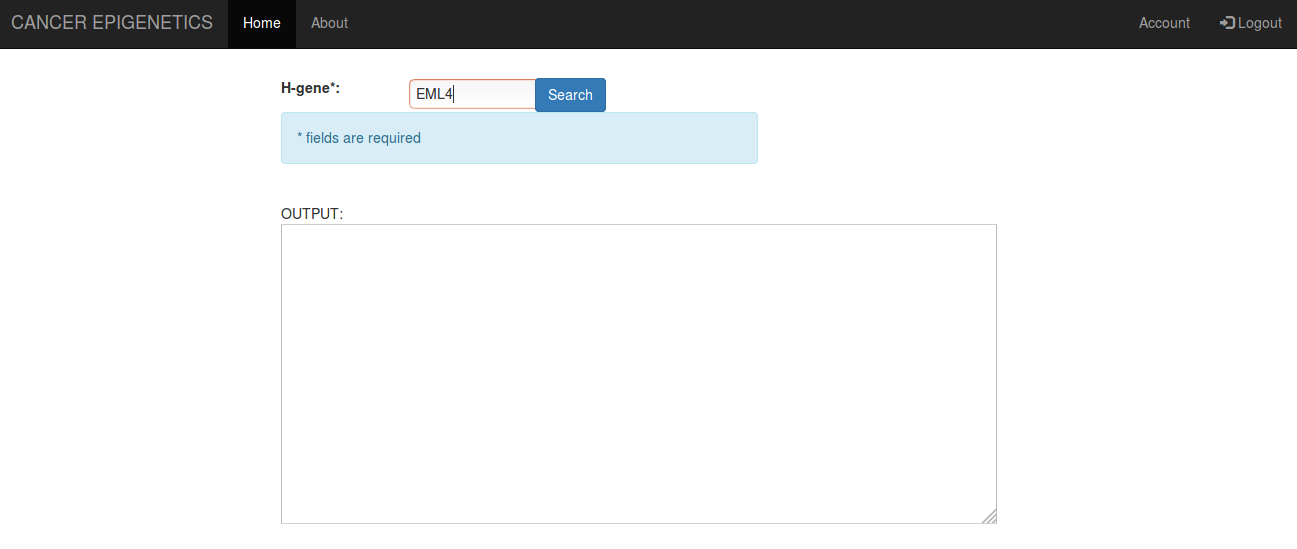 CANCER EPIGENETICS Home About Account Logout
H-gene*: EML4 Search
* fields are required
OUTPUT: